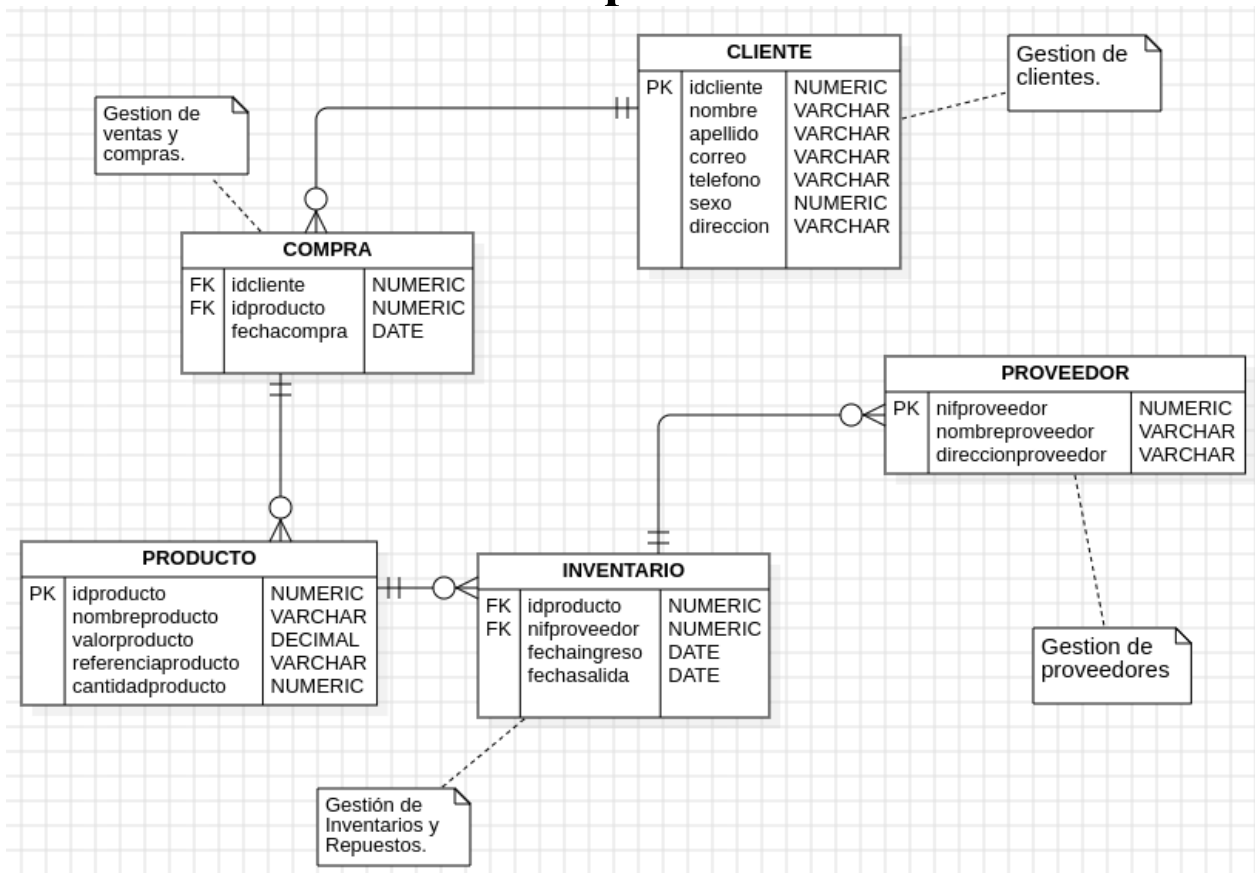 Gestion de
clientes.
CLIENTE
PK idcliente NUMERIC
nombre VARCHAR
apellido VARCHAR
correo VARCHAR
telefono VARCHAR
sexo NUMERIC
direccion VARCHAR
Gestion de
ventas y
compras.
COMPRA
FK idcliente NUMERIC
FK idproducto NUMERIC
fechacompra DATE
PROVEEDOR
PK nifproveedor NUMERIC
nombreproveedor VARCHAR
direccionproveedor VARCHAR
PRODUCTO
PK idproducto NUMERIC
nombreproducto VARCHAR
valorproducto DECIMAL
referenciaproducto VARCHAR
cantidadproducto NUMERIC
INVENTARIO
FK idproducto NUMERIC
FK nifproveedor NUMERIC
fechaingreso DATE
fechasalida DATE
Gestion de
proveedores
Gestión de
Inventarios y
Repuestos.